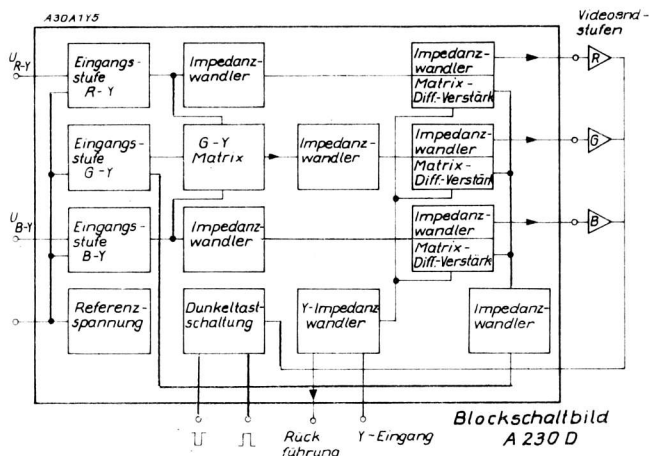 A30A1Y5
Videoend-
stufen
U R-Y
Eingangs-
stufe
R-Y
Impedanz-
wandler
Impedanz-
wandler
Matrix-
Diff-Verstärk
R
Eingangs-
stufe
G-Y
G-Y
Matrix
Impedanz-
wandler
Impedanz-
wandler
Matrix-
Diff-Verstärk
G
U B-Y
Eingangs-
stufe
B-Y
Impedanz-
wandler
Impedanz-
wandler
Matrix-
Diff-Verstärk
B
Referenz-
spannung
Dunkeltast-
schaltung
Y-Impedanz
wandler
Impedanz-
wandler
Rück
führung
Y-Eingang
Blockschaltbild
A 230 D